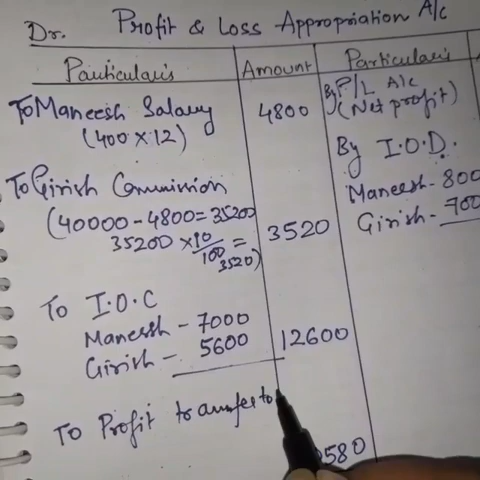 Dr. Profit & Loss Appropriation A/c
Particulars Amount Particulars
To Maneesh Salary 4800
(400 x 12)
By P/L A/c
(Net profit)
By I.O.D.
Maneesh - 800
Girish - 700
To Girish Commission
(40000 - 4800 = 35200
35200 x 10/100 = 3520) 3520
To I.O.C
Maneesh - 7000
Girish - 5600 12600
To Profit transfer to
580